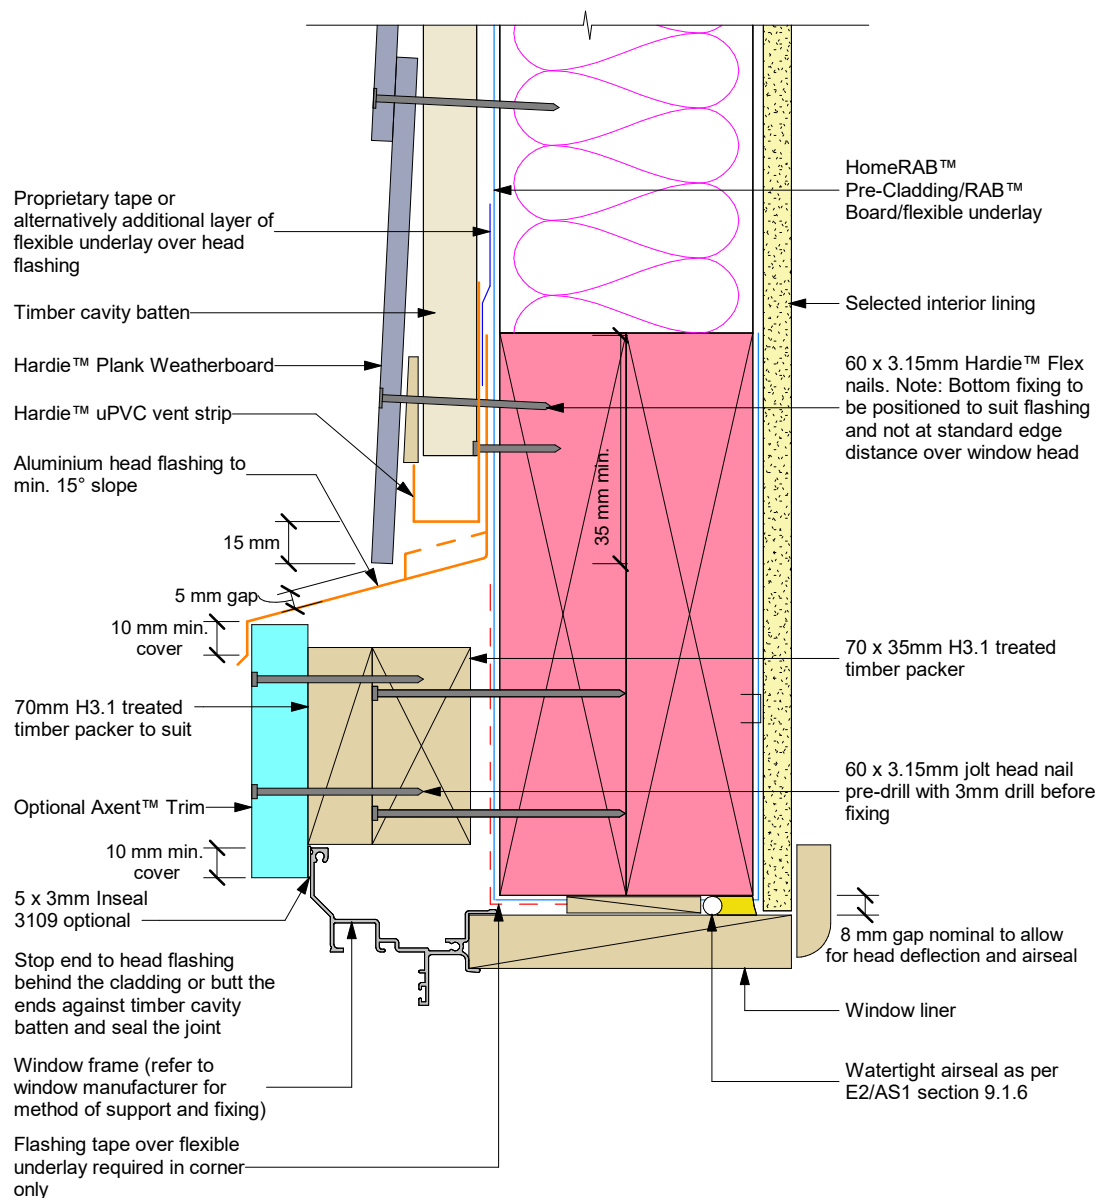 Proprietary tape or
alternatively additional layer of
flexible underlay over head
flashing
Timber cavity batten
Hardie™ Plank Weatherboard
Hardie™ uPVC vent strip
Aluminium head flashing to
min. 15° slope
15 mm
5 mm gap
10 mm min.
cover
70mm H3.1 treated
timber packer to suit
Optional Axent™ Trim
10 mm min.
cover
5 x 3mm Inseal
3109 optional
Stop end to head flashing
behind the cladding or butt the
ends against timber cavity
batten and seal the joint
Window frame (refer to
window manufacturer for
method of support and fixing)
Flashing tape over flexible
underlay required in corner
only
35 mm min.
HomeRAB™
Pre-Cladding/RAB™
Board/flexible underlay
Selected interior lining
60 x 3.15mm Hardie™ Flex
nails. Note: Bottom fixing to
be positioned to suit flashing
and not at standard edge
distance over window head
70 x 35mm H3.1 treated
timber packer
60 x 3.15mm jolt head nail
pre-drill with 3mm drill before
fixing
8 mm gap nominal to allow
for head deflection and airseal
Window liner
Watertight airseal as per
E2/AS1 section 9.1.6